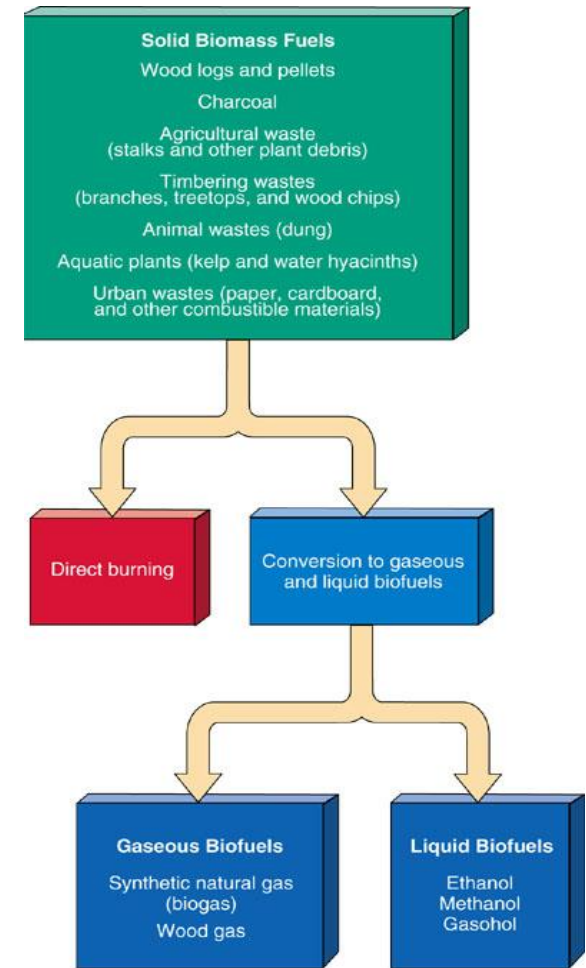 Solid Biomass Fuels
Wood logs and pellets
Charcoal
Agricultural waste
(stalks and other plant debris)
Timbering wastes
(branches, treetops, and wood chips)
Animal wastes (dung)
Aquatic plants (kelp and water hyacinths)
Urban wastes (paper, cardboard,
and other combustible materials)
Direct burning
Conversion to gaseous
and liquid biofuels
Gaseous Biofuels
Synthetic natural gas
(biogas)
Wood gas
Liquid Biofuels
Ethanol
Methanol
Gasohol